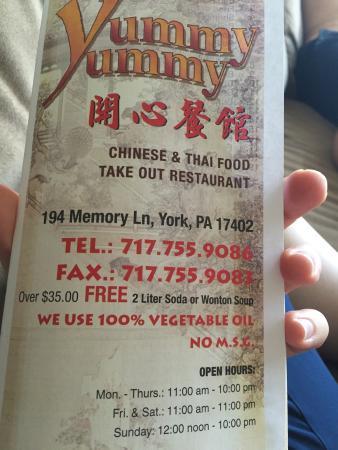 Yummy
Yummy
開心餐馆
CHINESE & THAI FOOD
TAKE OUT RESTAURANT
194 Memory Ln, York, PA 17402
TEL.: 717.755.9086
FAX.: 717.755.9083
Over $35.00 FREE 2 Liter Soda or Wonton Soup
WE USE 100% VEGETABLE OIL
NO M.S.G.
OPEN HOURS:
Mon. - Thurs.: 11:00 am - 10:00 pm
Fri. & Sat.: 11:00 am - 11:00 pm
Sunday: 12:00 noon - 10:00 pm